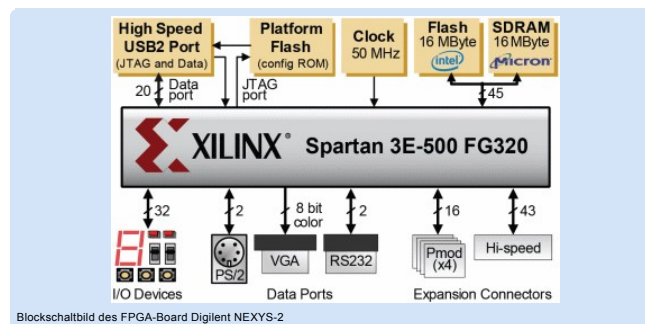 High Speed
USB2 Port
(JTAG and Data)
Platform
Flash
(config ROM)
Clock
50 MHz
Flash
16 MByte
intel
SDRAM
16 MByte
Micron
20
Data
port
JTAG
port
45
XILINX® Spartan 3E-500 FG320
32
2
8 bit
color
2
16
43
PS/2
VGA
RS232
Pmod
(x4)
Hi-speed
I/O Devices
Data Ports
Expansion Connectors
Blockschaltbild des FPGA-Board Digilent NEXYS-2